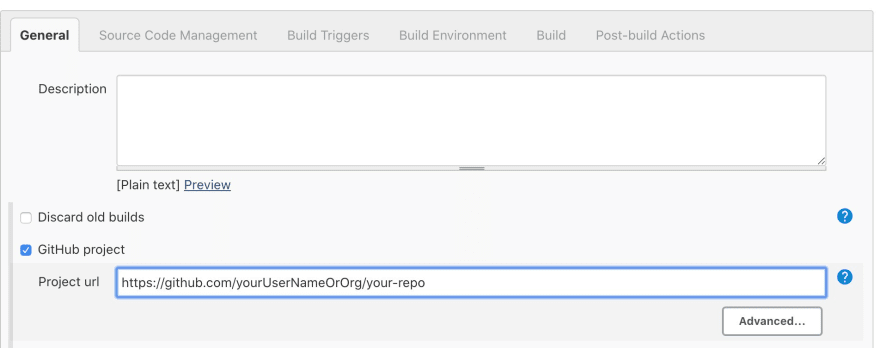 General Source Code Management Build Triggers Build Environment Build Post-build Actions
Description
[Plain text] Preview
Discard old builds ?
GitHub project
Project url https://github.com/yourUserNameOrOrg/your-repo ?
Advanced...